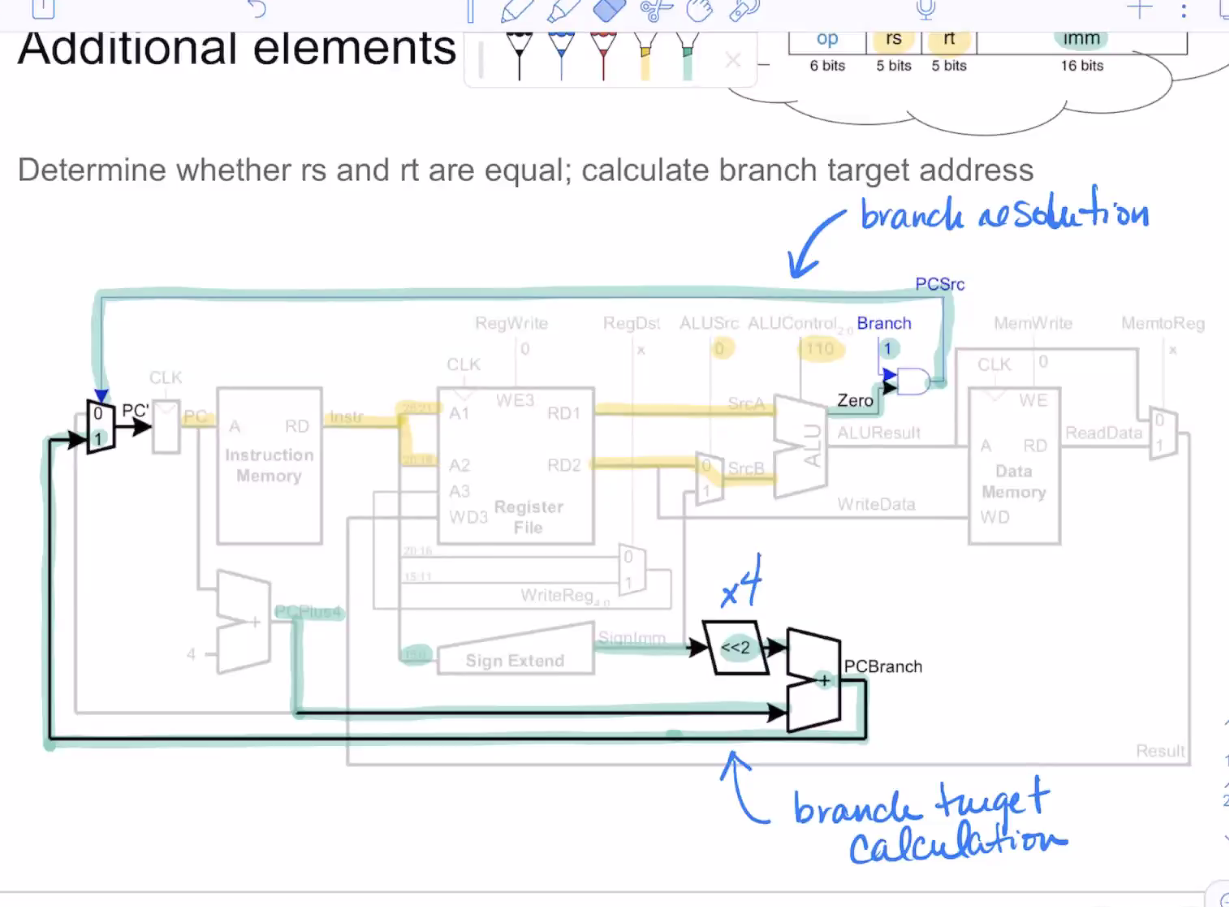 Additional elements
op rs rt imm
6 bits 5 bits 5 bits 16 bits
Determine whether rs and rt are equal; calculate branch target address
branch resolution
PCSrc
RegWrite RegDst ALUSrc ALUControl2:0 Branch MemWrite MemtoReg
0 x 0 110 1 0 x
CLK CLK CLK
0 PC' PC A RD Instr 25:21 A1 WE3 RD1 SrcA Zero WE
1
Instruction
Memory
20:16 A2 RD2 0 SrcB ALU ALUResult A RD ReadData 0
1 1
A3
WD3 Register
File
WriteData
Data
Memory
WD
20:16 0
15:11 1
WriteReg4:0
x4
PCPlus4
+
4
15:0 Sign Extend SignImm <<2
+ PCBranch
Result
branch target
calculation